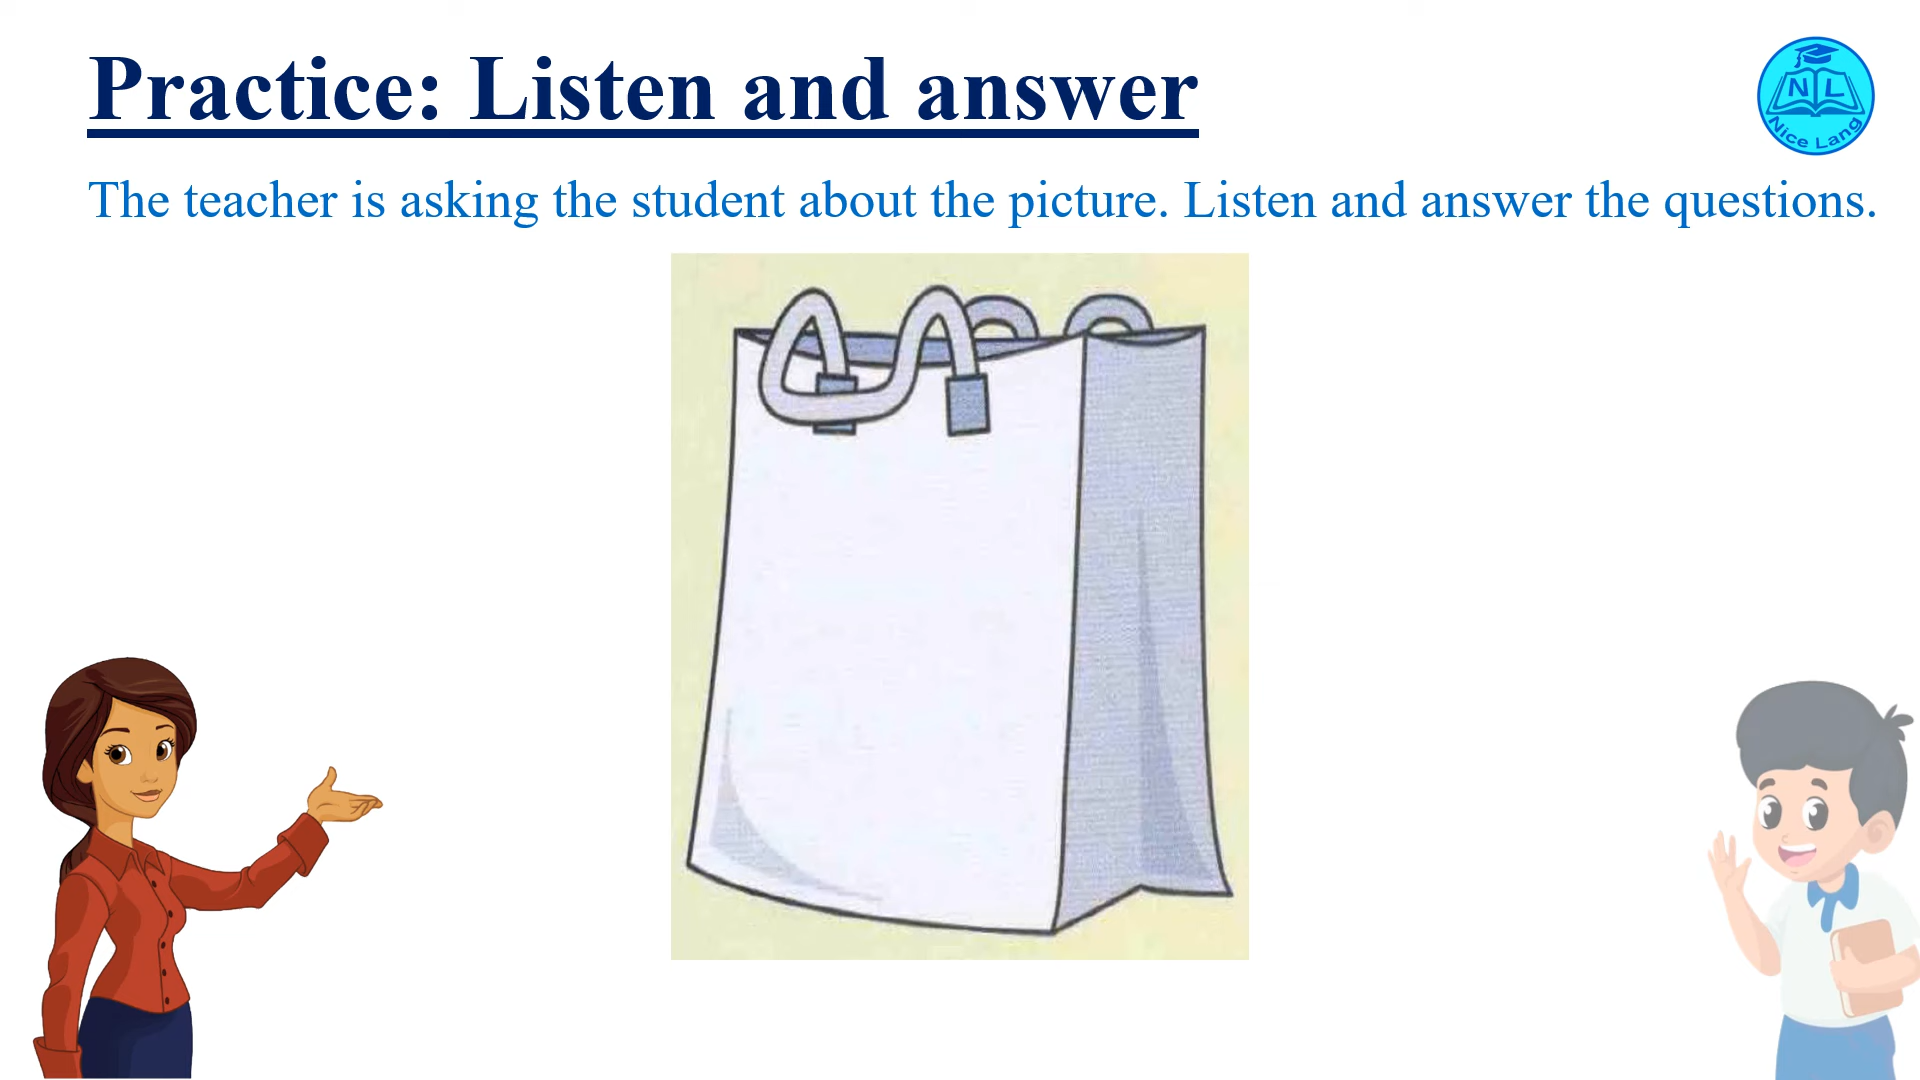 Practice: Listen and answer
N L
Nice Lang
The teacher is asking the student about the picture. Listen and answer the questions.